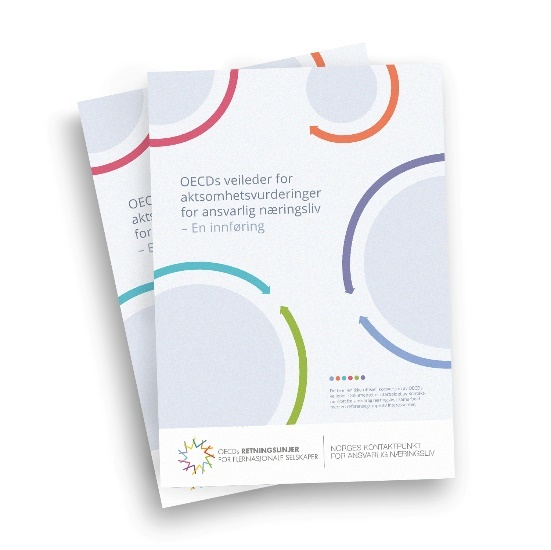 OECDs veileder for
aktsomhetsvurderinger
for ansvarlig næringsliv
– En innføring
OECDs RETNINGSLINJER
FOR FLERNASJONALE SELSKAPER
NORGES KONTAKTPUNKT
FOR ANSVARLIG NÆRINGSLIV